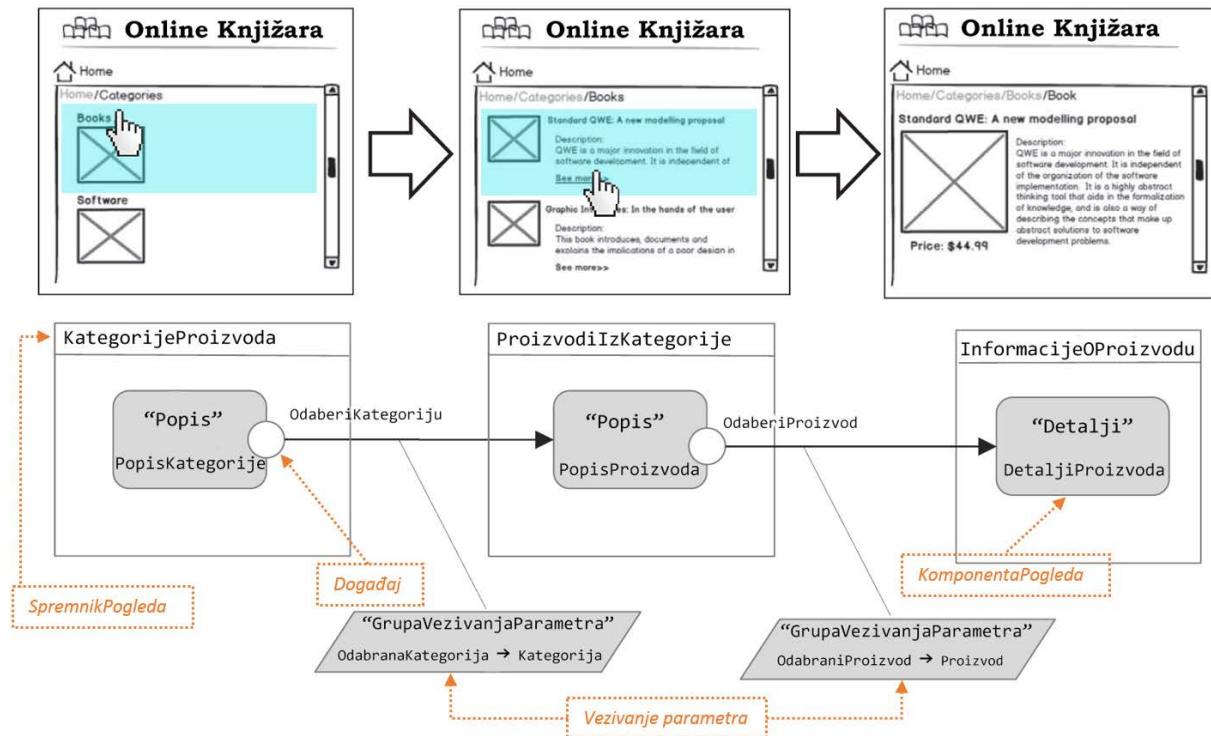 Online Knjižara
Home
Home/Categories
Books
Software
Online Knjižara
Home
Home/Categories/Books
Standard QWE: A new modelling proposal
Description:
QWE is a major innovation in the field of
software development. It is independent of
See more>>
Graphic In es: In the hands of the user
Description:
This book introduces, documents and
explains the implications of a poor design in
See more>>
Online Knjižara
Home
Home/Categories/Books/Book
Standard QWE: A new modelling proposal
Description:
QWE is a major innovation in the field of
software development. It is independent
of the organization of the software
implementation. It is a highly abstract
thinking tool that aids in the formalization
of knowledge, and is also a way of
describing the concepts that make up
abstract solutions to software
development problems.
Price: $44.99
KategorijeProizvoda
“Popis”
PopisKategorije
OdaberiKategoriju
ProizvodiIzKategorije
“Popis”
PopisProizvoda
OdaberiProizvod
InformacijeOProizvodu
“Detalji”
DetaljiProizvoda
SpremnikPogleda
Događaj
KomponentaPogleda
“GrupaVezivanjaParametra”
OdabranaKategorija → Kategorija
“GrupaVezivanjaParametra”
OdabraniProizvod → Proizvod
Vezivanje parametra